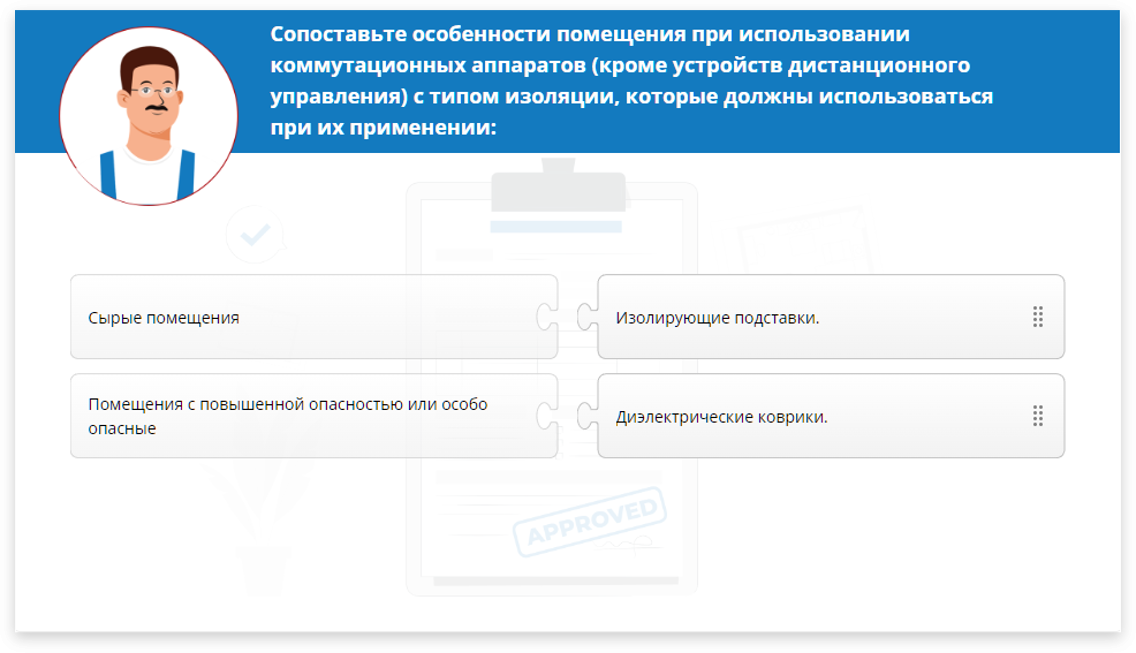 Сопоставьте особенности помещения при использовании
коммутационных аппаратов (кроме устройств дистанционного
управления) с типом изоляции, которые должны использоваться
при их применении:
Сырые помещения
Изолирующие подставки.
Помещения с повышенной опасностью или особо
опасные
Диэлектрические коврики.
APPROVED